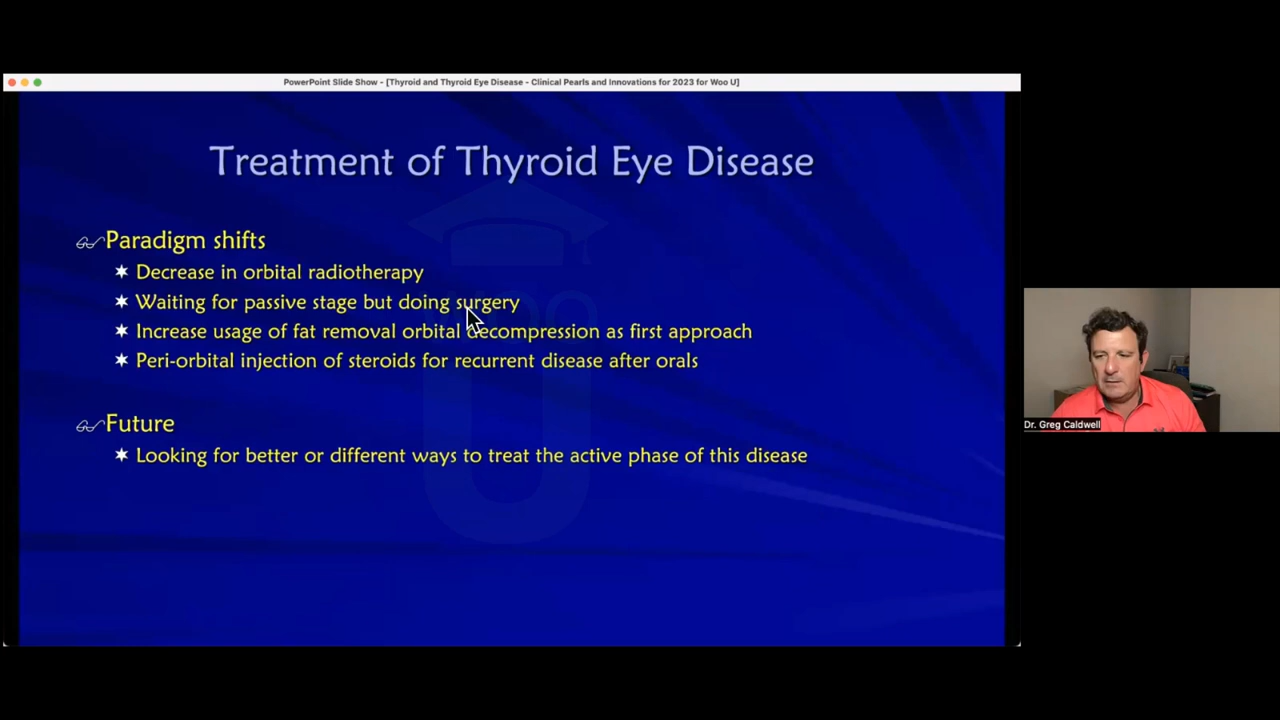 PowerPoint Slide Show - [Thyroid and Thyroid Eye Disease - Clinical Pearls and Innovations for 2023 for Woo U]
Treatment of Thyroid Eye Disease
Paradigm shifts
Decrease in orbital radiotherapy
Waiting for passive stage but doing surgery
Increase usage of fat removal orbital decompression as first approach
Peri-orbital injection of steroids for recurrent disease after orals
Future
Looking for better or different ways to treat the active phase of this disease
Dr. Greg Caldwell
WOO
U